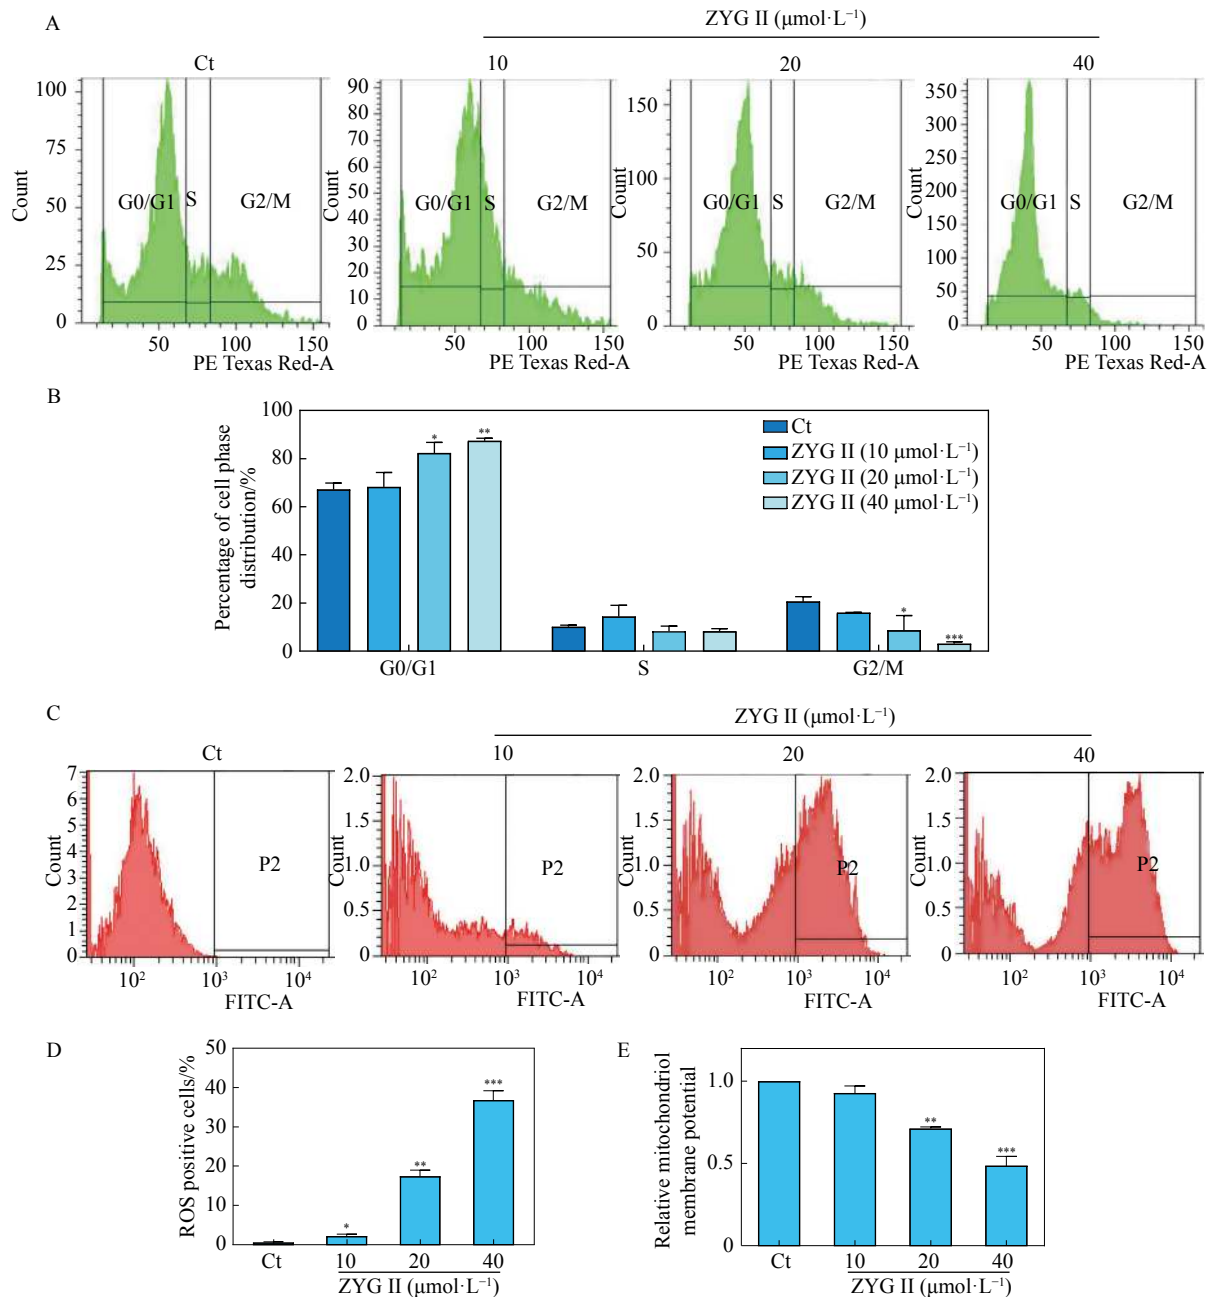 A
ZYG II (μmol·L⁻¹)
Ct
10
20
40
Count
100
75
50
25
0
G0/G1
S
G2/M
50
100
150
PE Texas Red-A
Count
90
80
70
60
50
40
30
20
10
0
G0/G1
S
G2/M
50
100
150
PE Texas Red-A
Count
150
100
50
0
G0/G1
S
G2/M
50
100
150
PE Texas Red-A
Count
350
300
250
200
150
100
50
0
G0/G1
S
G2/M
50
100
150
PE Texas Red-A
B
Percentage of cell phase
distribution/%
100
80
60
40
20
0
*
**
*
***
Ct
ZYG II (10 μmol·L⁻¹)
ZYG II (20 μmol·L⁻¹)
ZYG II (40 μmol·L⁻¹)
G0/G1
S
G2/M
C
ZYG II (μmol·L⁻¹)
Ct
10
20
40
Count
7
6
5
4
3
2
1
0
P2
10²
10³
10⁴
FITC-A
Count
2.0
1.5
1.0
0.5
0
P2
10²
10³
10⁴
FITC-A
Count
2.0
1.5
1.0
0.5
0
P2
10²
10³
10⁴
FITC-A
Count
2.0
1.5
1.0
0.5
0
P2
10²
10³
10⁴
FITC-A
D
ROS positive cells/%
50
40
30
20
10
0
*
**
***
Ct
10
20
40
ZYG II (μmol·L⁻¹)
E
Relative mitochondriol
membrane potential
1.0
0.5
0
**
***
Ct
10
20
40
ZYG II (μmol·L⁻¹)